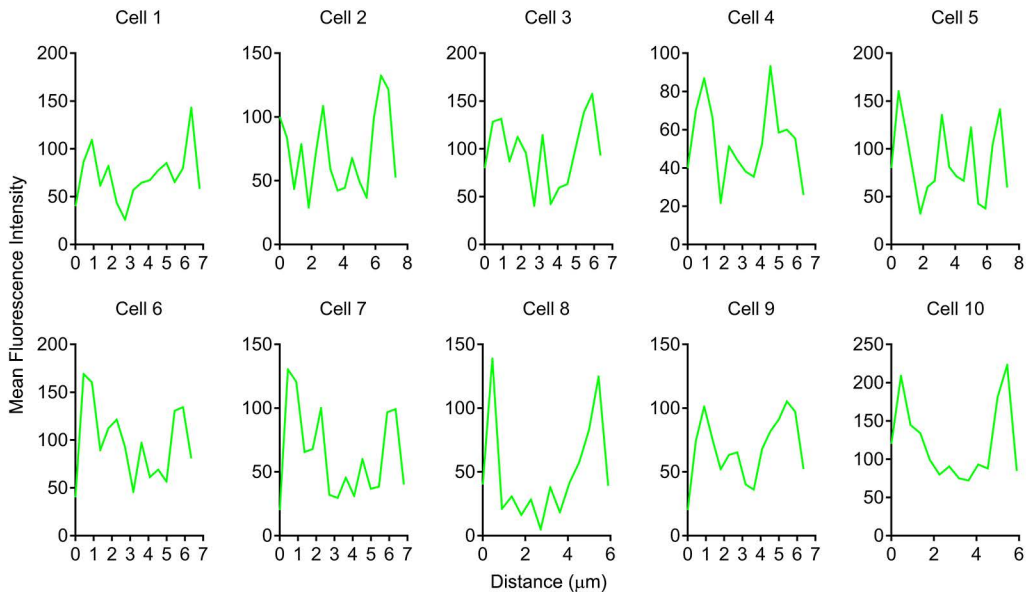 Cell 1 Cell 2 Cell 3 Cell 4 Cell 5
200 150 200 100 200
150 100 150 80 150
100 50 100 60 100
50 0 50 40 50
0 0 20 0
0
0 1 2 3 4 5 6 7 0 2 4 6 8 0 1 2 3 4 5 6 7 0 1 2 3 4 5 6 7 0 2 4 6 8
Mean Fluorescence Intensity
Cell 6 Cell 7 Cell 8 Cell 9 Cell 10
200 150 150 150 250
150 100 100 100 200
100 50 50 50 150
50 0 0 0 100
0 50
0
0 1 2 3 4 5 6 7 0 1 2 3 4 5 6 7 0 2 4 6 0 1 2 3 4 5 6 7 0 2 4 6
Distance (μm)